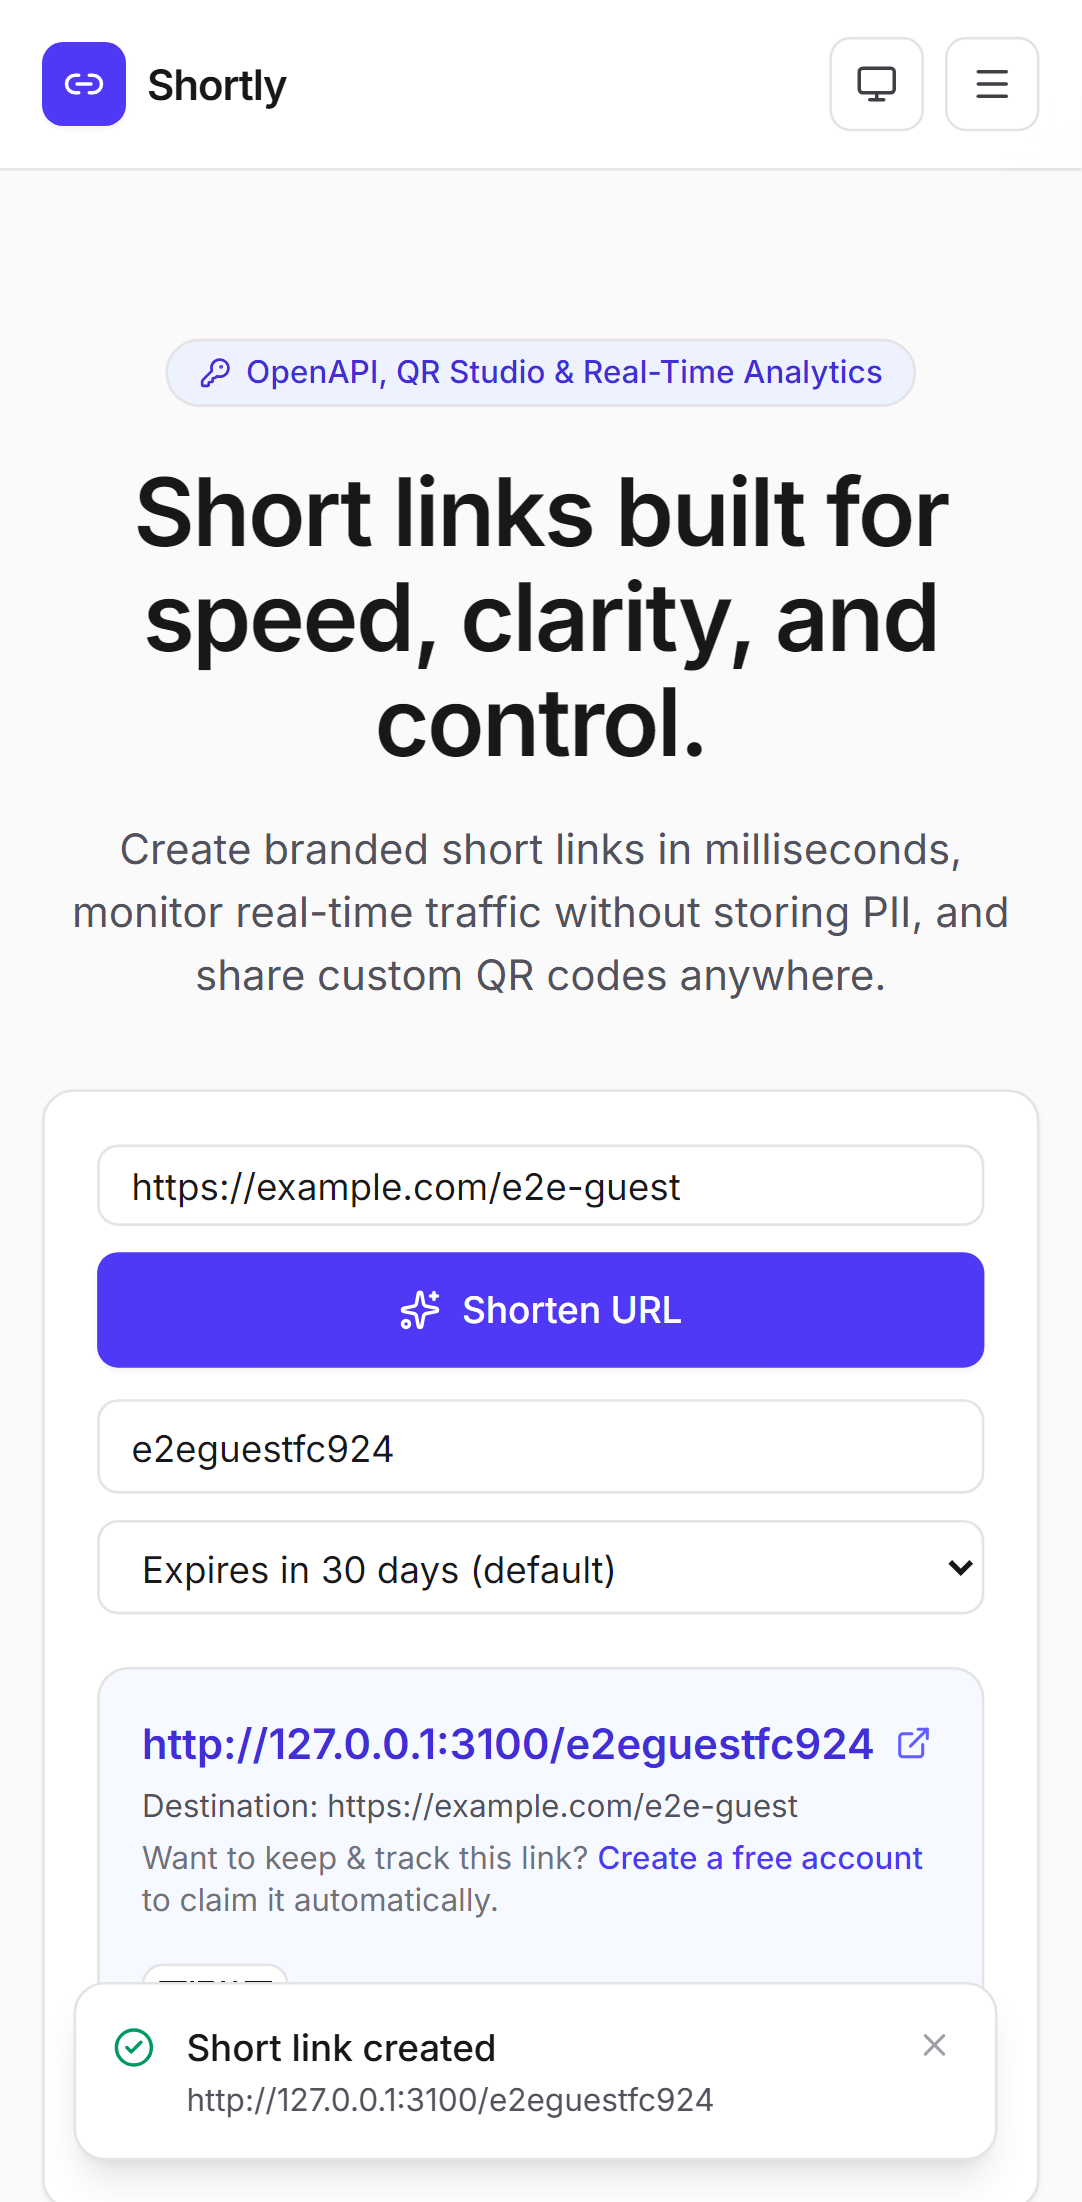 Shortly
OpenAPI, QR Studio & Real-Time Analytics
Short links built for
speed, clarity, and
control.
Create branded short links in milliseconds,
monitor real-time traffic without storing PII, and
share custom QR codes anywhere.
https://example.com/e2e-guest
Shorten URL
e2eguestfc924
Expires in 30 days (default)
http://127.0.0.1:3100/e2eguestfc924
Destination: https://example.com/e2e-guest
Want to keep & track this link? Create a free account
to claim it automatically.
Short link created
http://127.0.0.1:3100/e2eguestfc924